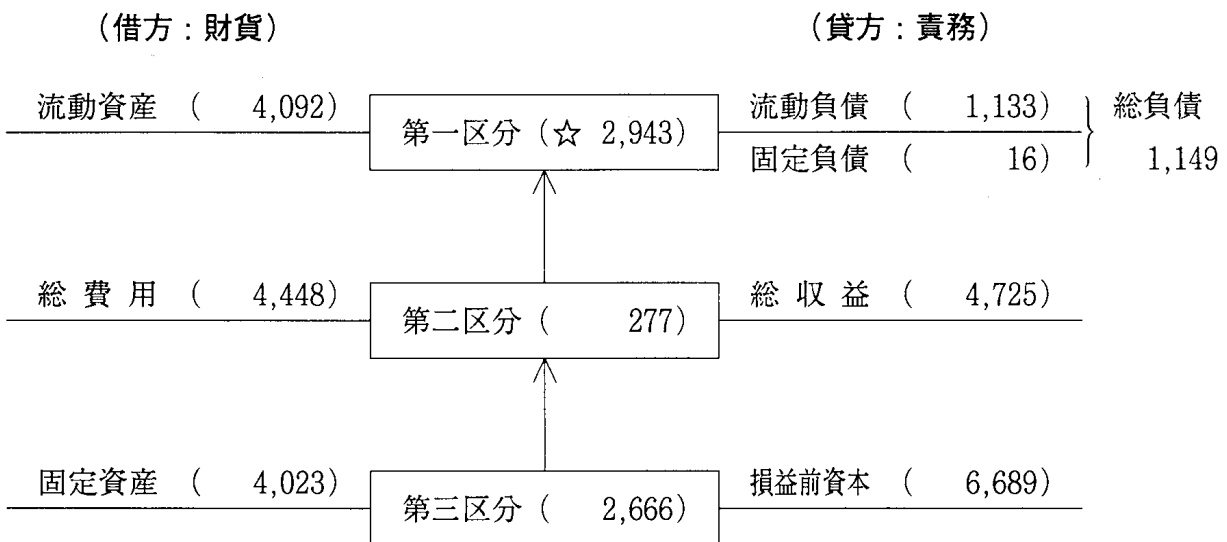 (借方:財貨) (貸方:責務)
流動資産 ( 4,092) 第一区分(☆ 2,943) 流動負債 ( 1,133) 総負債
固定負債 ( 16) 1,149
総費用 ( 4,448) 第二区分( 277) 総収益 ( 4,725)
固定資産 ( 4,023) 第三区分( 2,666) 損益前資本 ( 6,689)